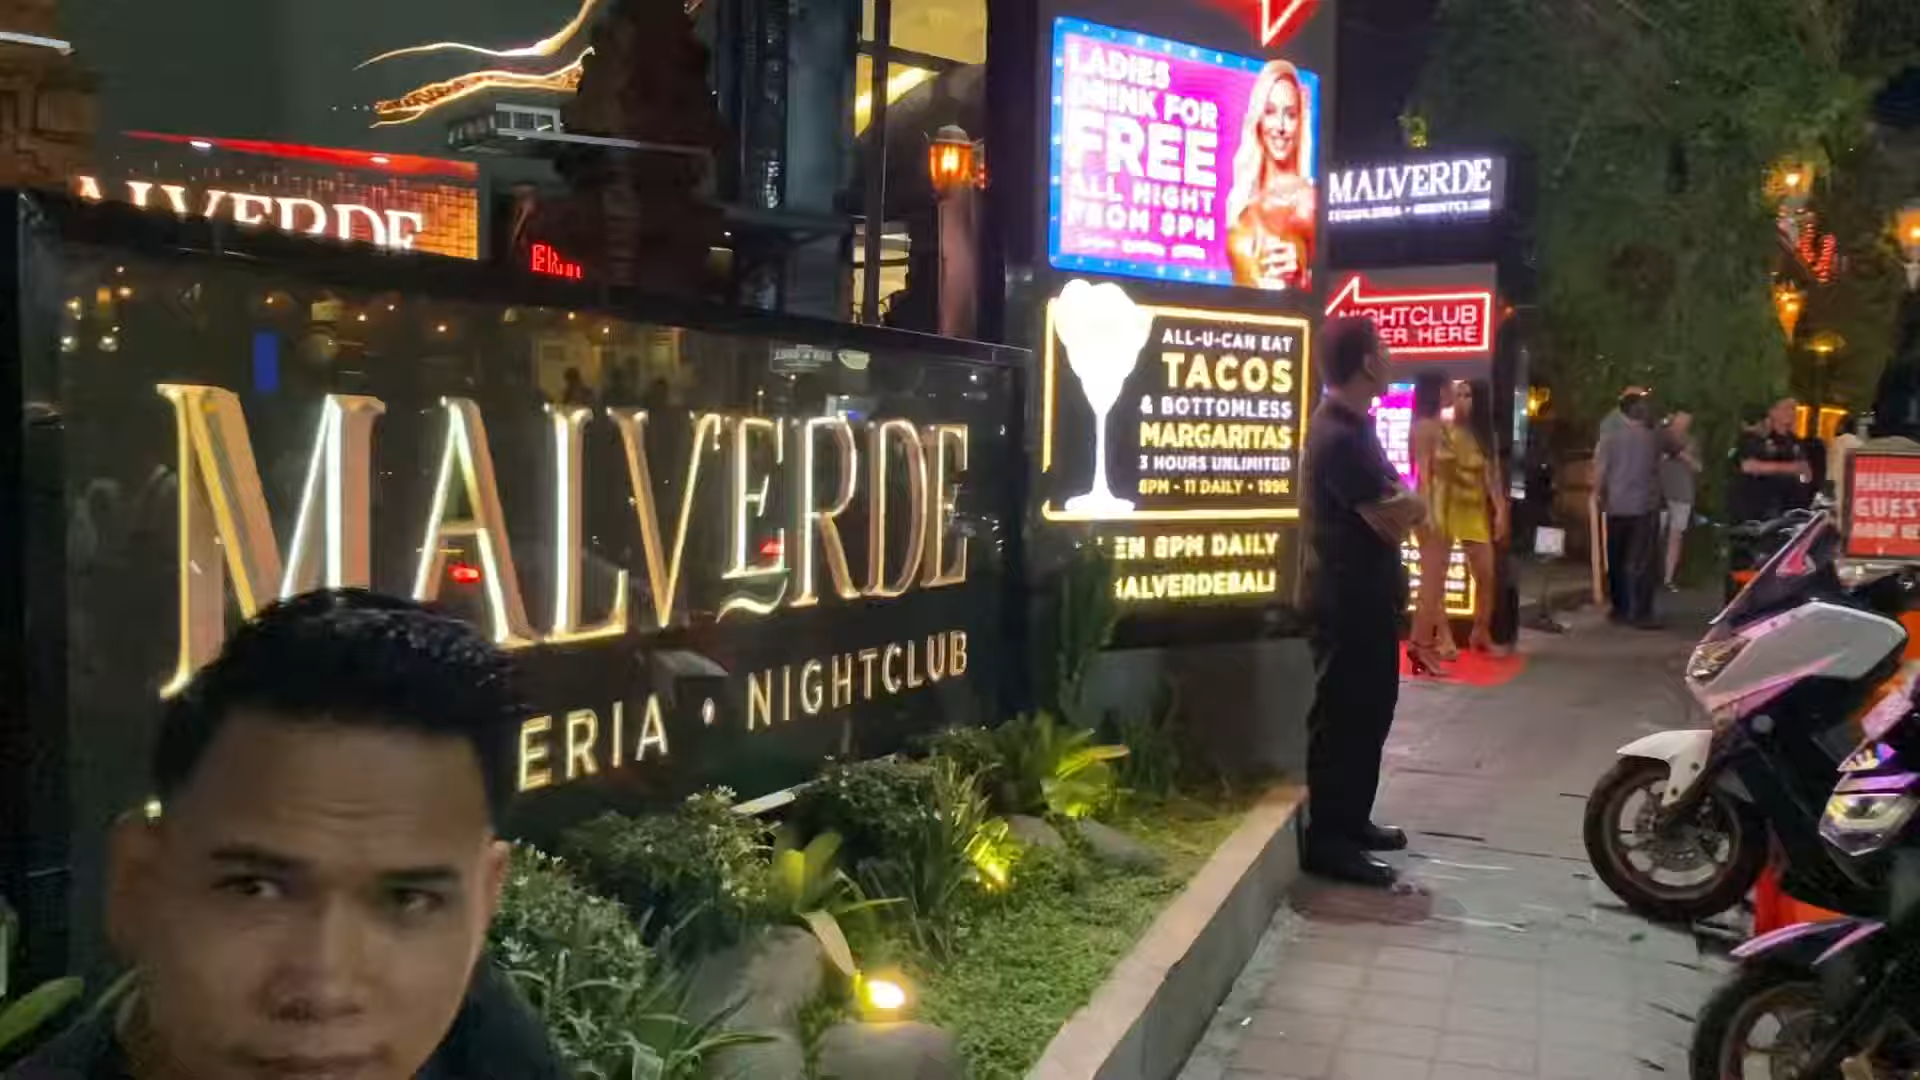 ALVERDE
LADIES
DRINK FOR
FREE
ALL NIGHT
FROM 8PM
MALVERDE
NIGHTCLUB
ER HERE
MALVERDE
ERIA • NIGHTCLUB
ALL-U-CAN EAT
TACOS
& BOTTOMLESS
MARGARITAS
3 HOURS UNLIMITED
8PM - 11 DAILY • 199K
EN 8PM DAILY
ALVERDEBALI
GUEST